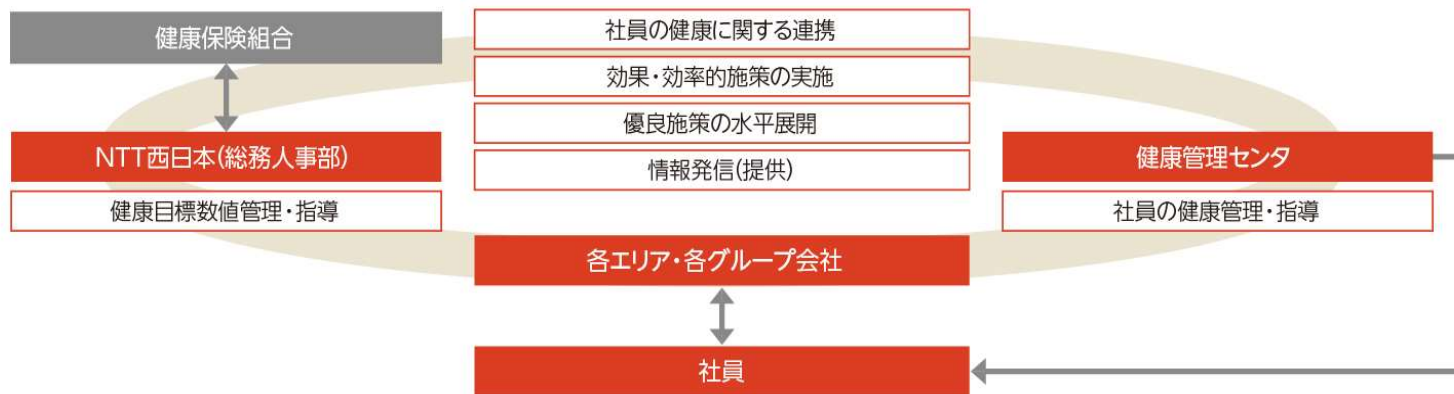 健康保険組合
社員の健康に関する連携
効果・効率的施策の実施
優良施策の水平展開
情報発信(提供)
NTT西日本(総務人事部)
健康目標数値管理・指導
健康管理センタ
社員の健康管理・指導
各エリア・各グループ会社
社員